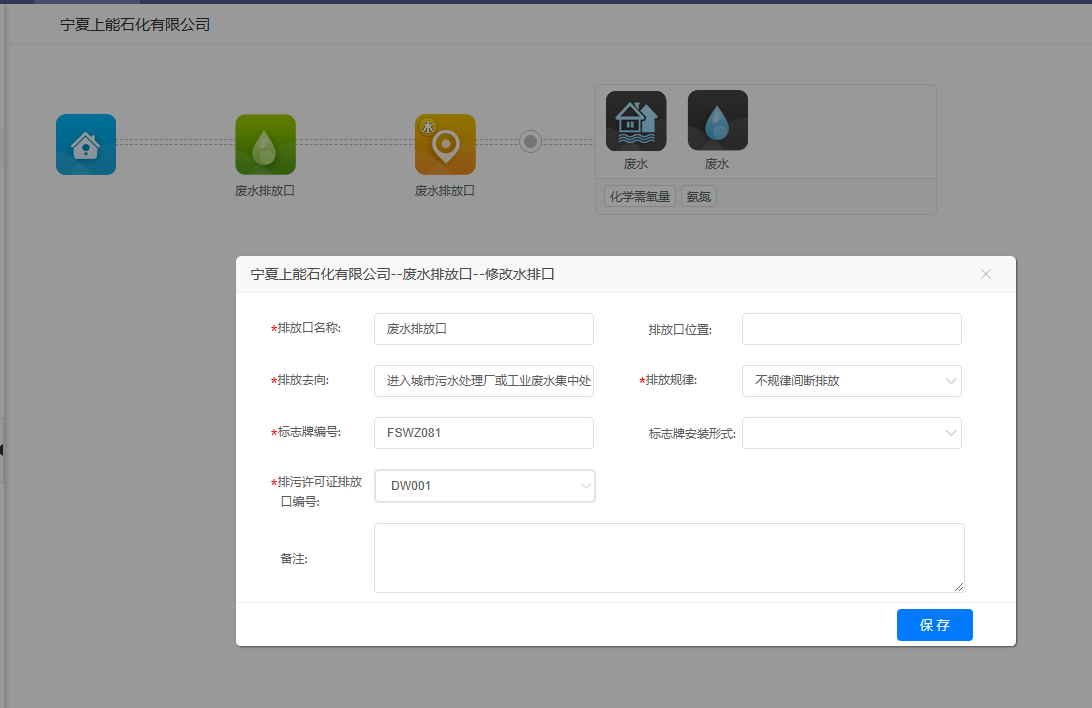 宁夏上能石化有限公司
水
废水排放口
废水排放口
废水
废水
化学需氧量
氨氮
宁夏上能石化有限公司--废水排放口--修改水排口
*排放口名称:
废水排放口
排放口位置:
*排放去向:
进入城市污水处理厂或工业废水集中处
*排放规律:
不规律间断排放
*标志牌编号:
FSWZ081
标志牌安装形式:
*排污许可证排放
口编号:
DW001
备注:
保 存